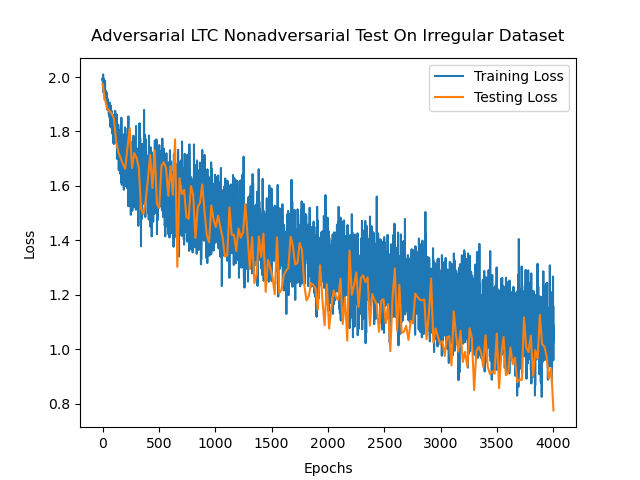 Adversarial LTC Nonadversarial Test On Irregular Dataset
Training Loss
Testing Loss
Loss
2.0
1.8
1.6
1.4
1.2
1.0
0.8
0 500 1000 1500 2000 2500 3000 3500 4000
Epochs